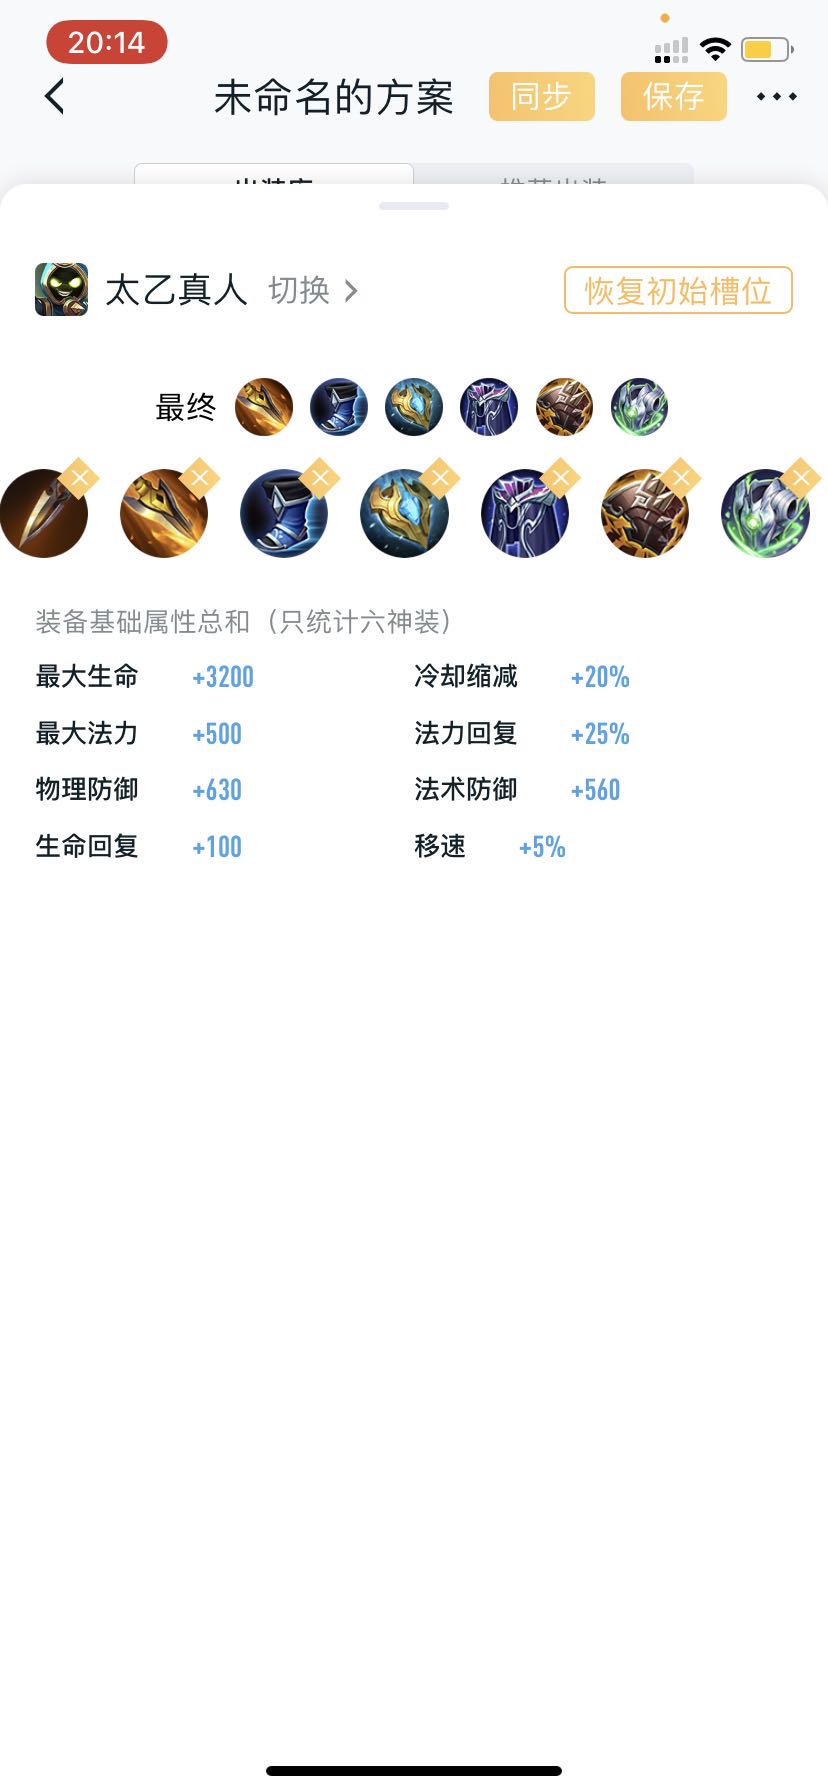 20:14
未命名的方案
同步
保存
太乙真人 切换
恢复初始槽位
最终
装备基础属性总和（只统计六神装）
最大生命 +3200 冷却缩减 +20%
最大法力 +500 法力回复 +25%
物理防御 +630 法术防御 +560
生命回复 +100 移速 +5%